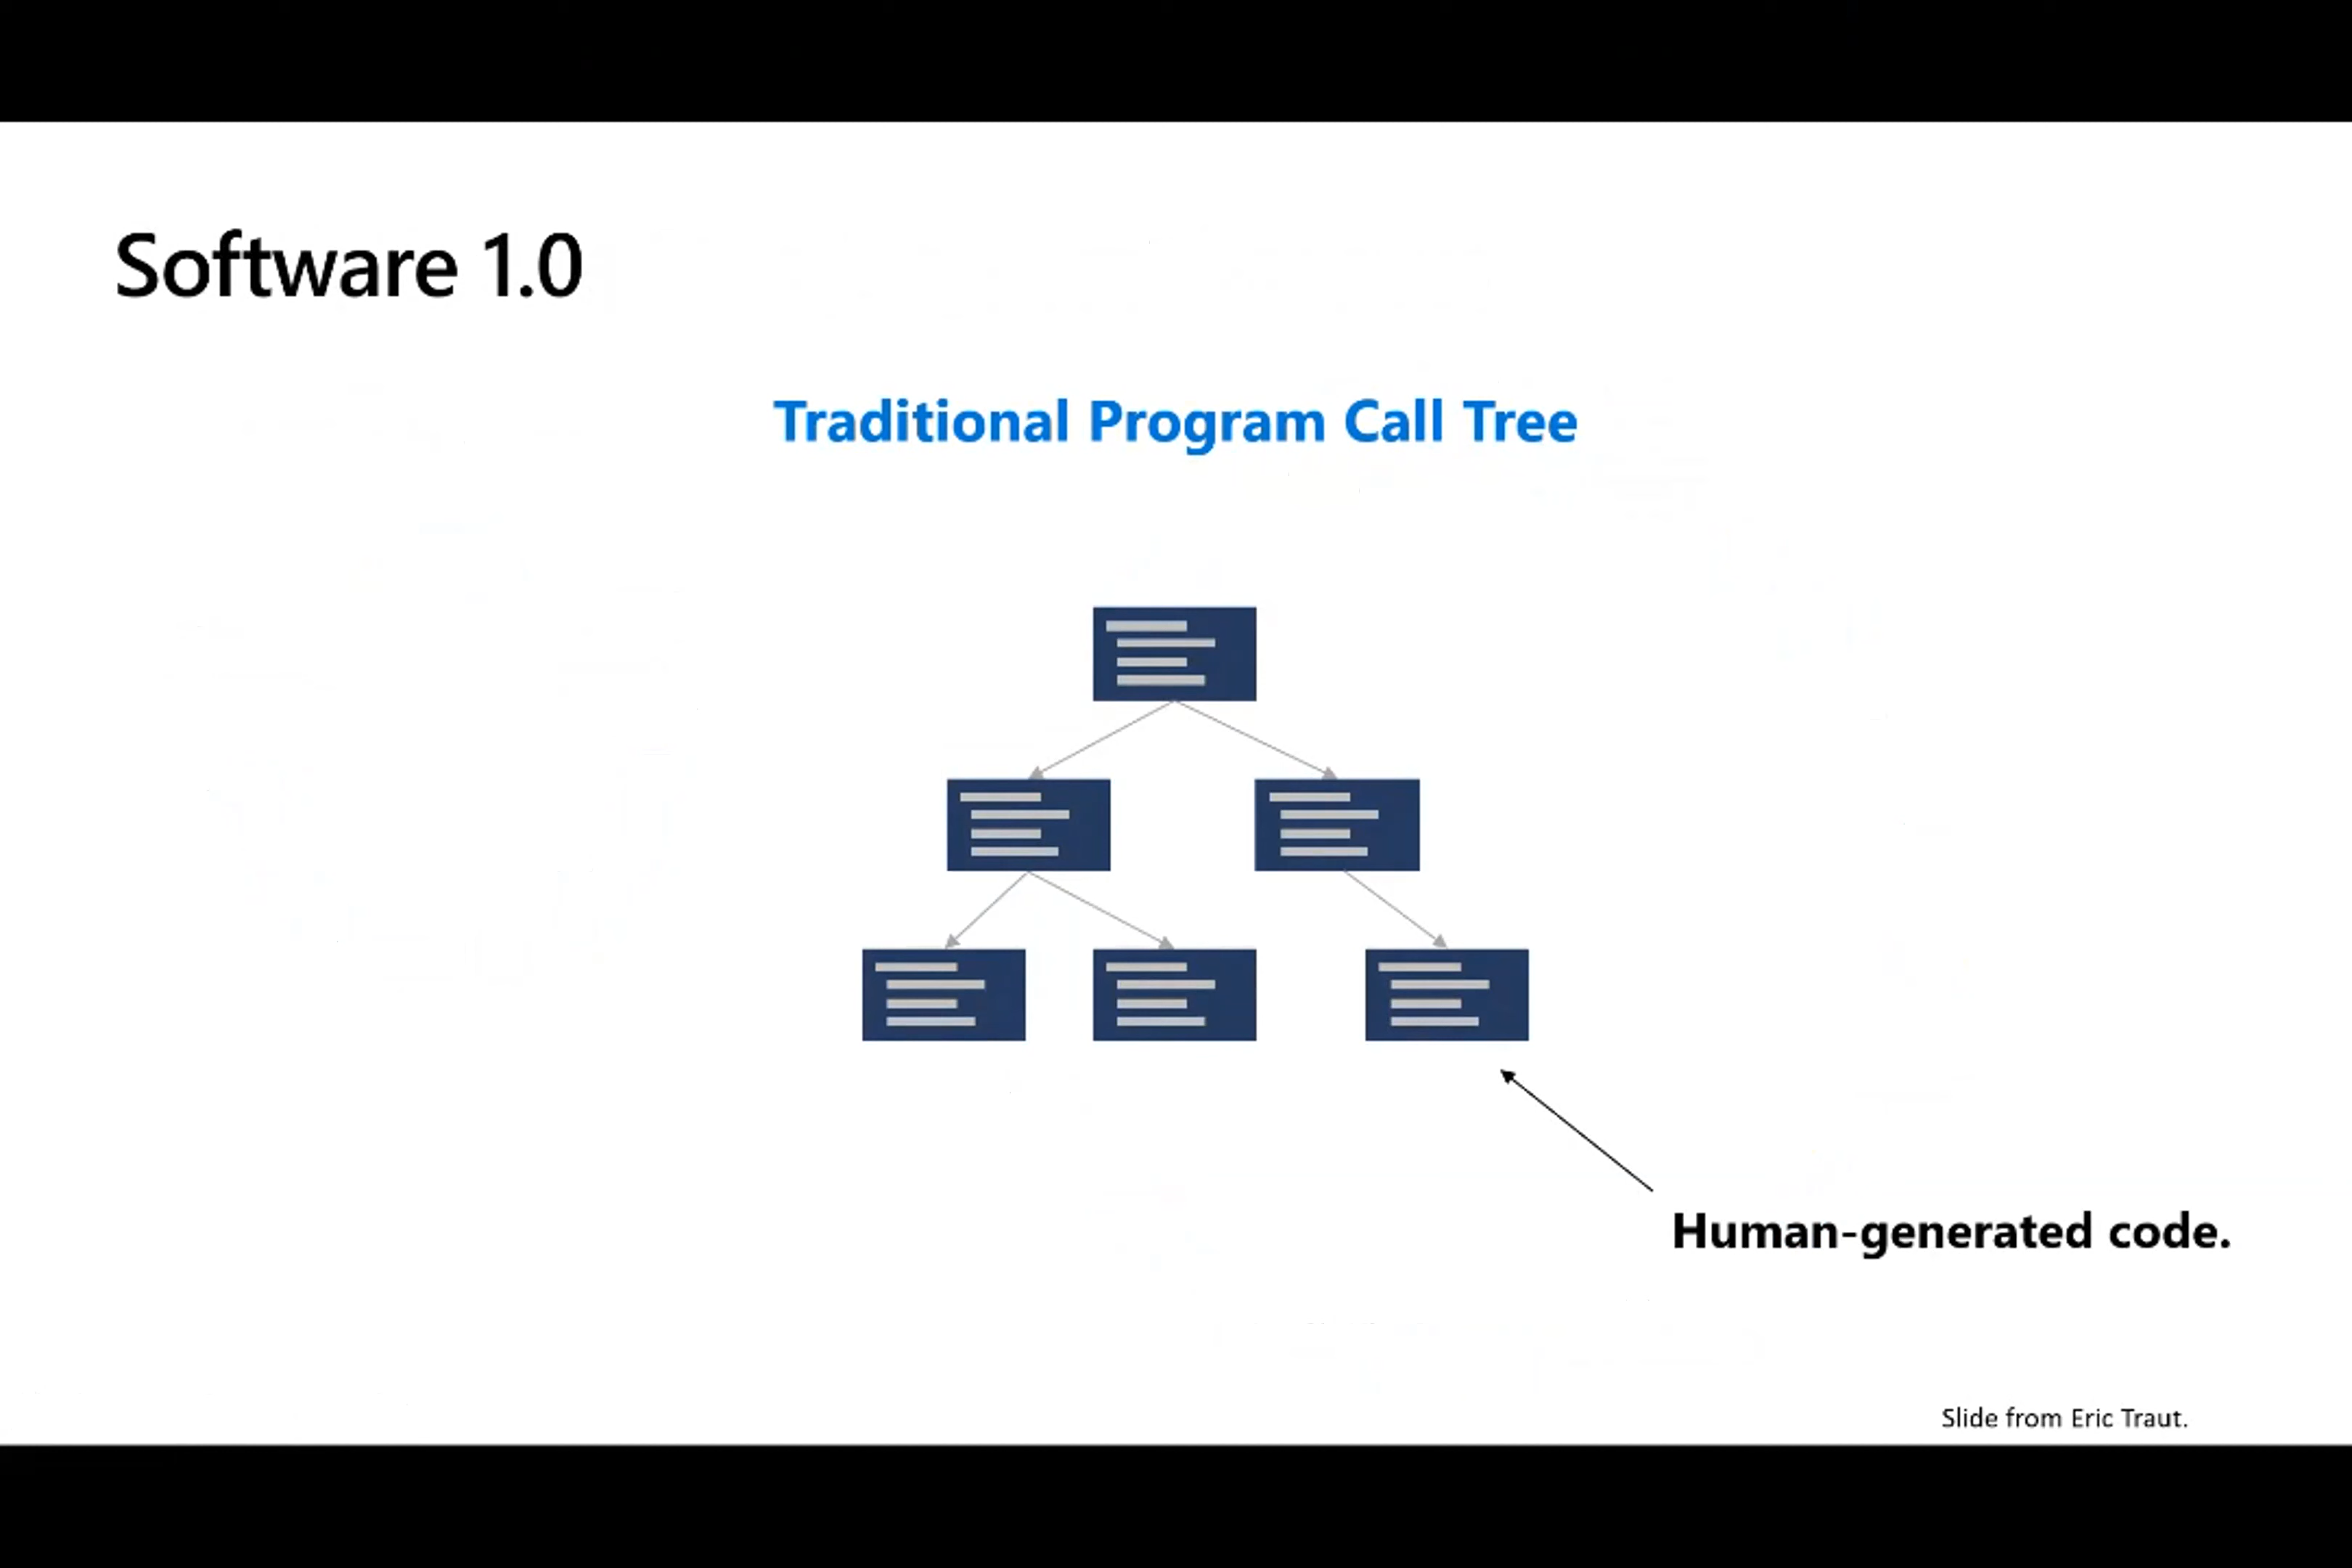 Software 1.0
Traditional Program Call Tree
Human-generated code.
Slide from Eric Traut.